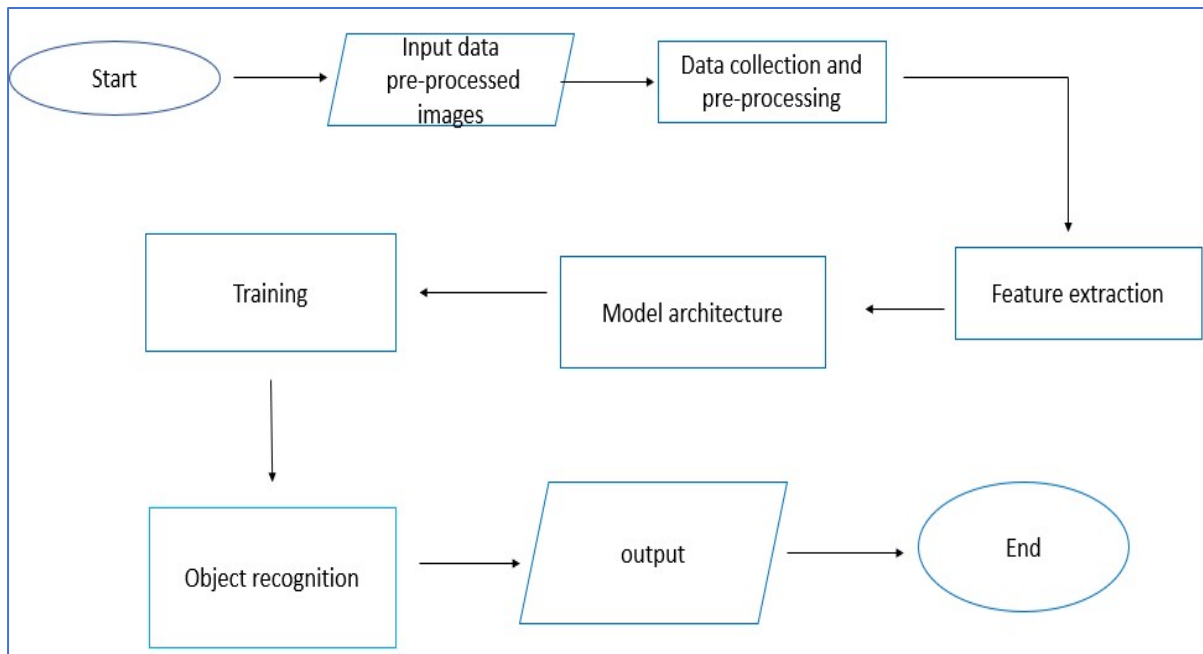 Start
Input data
pre-processed
images
Data collection and
pre-processing
Feature extraction
Model architecture
Training
Object recognition
output
End